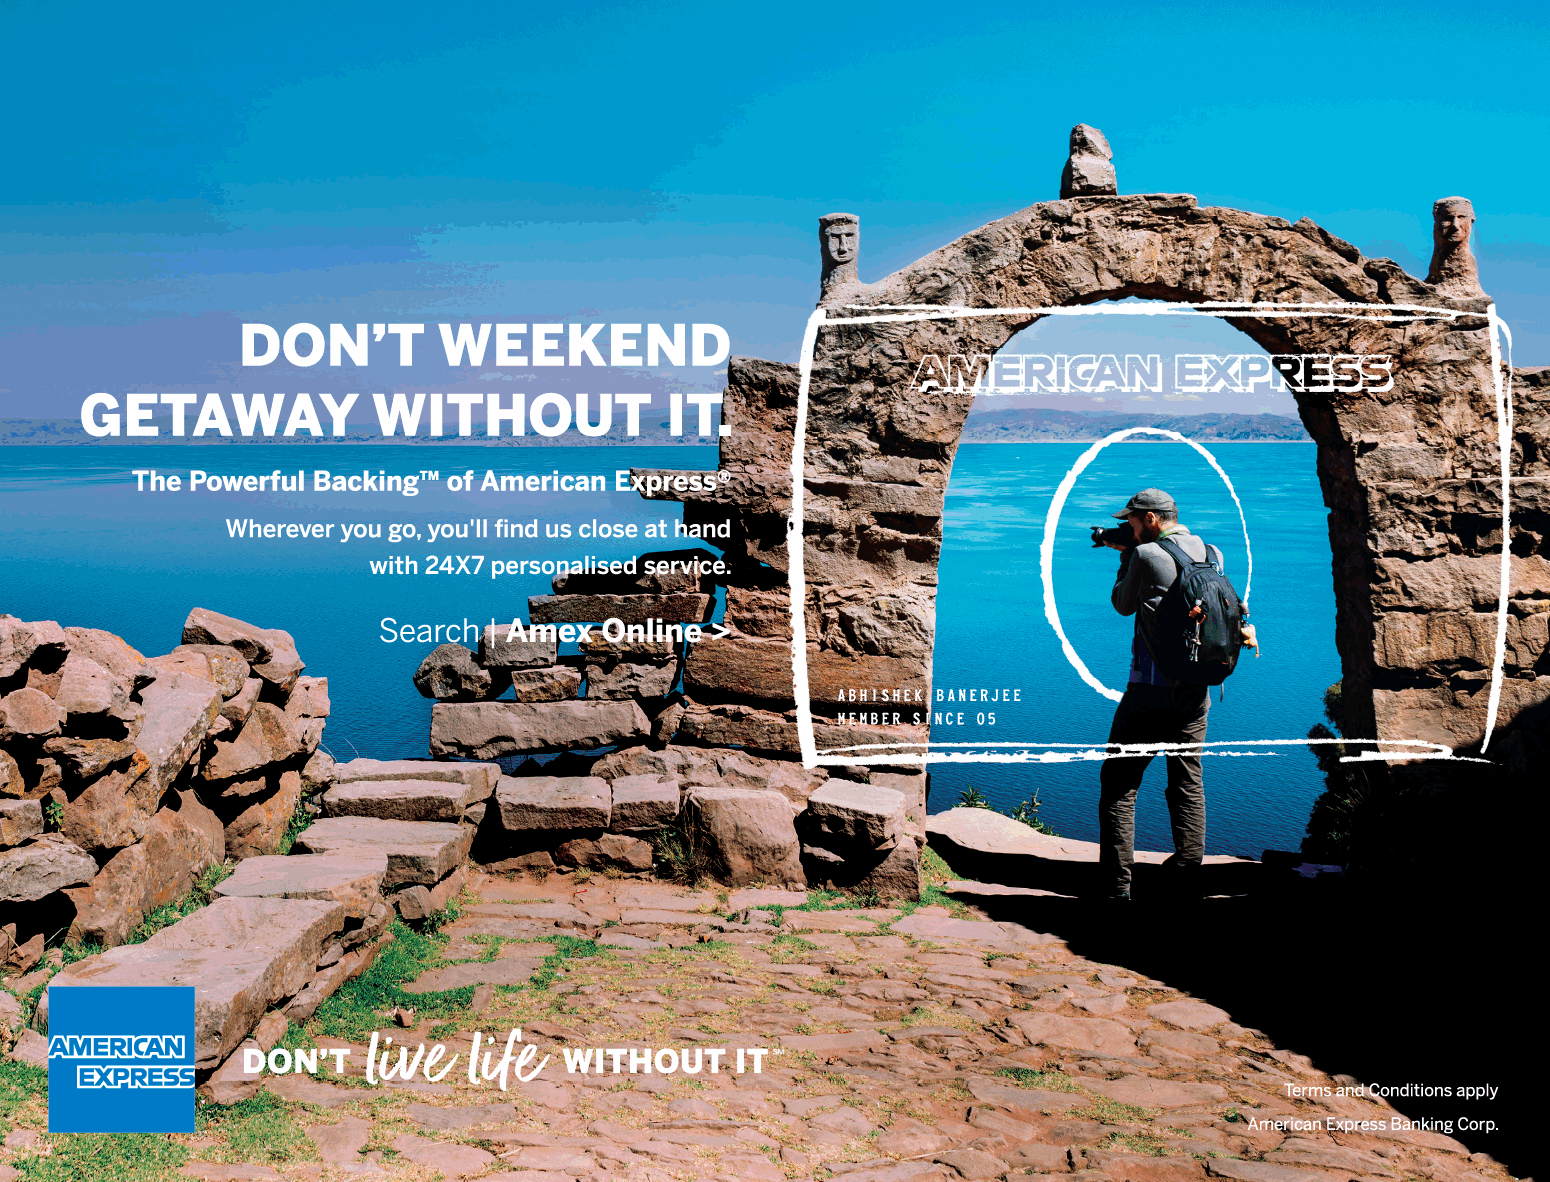 DON'T WEEKEND
GETAWAY WITHOUT IT.
The Powerful Backing™ of American Express®
Wherever you go, you'll find us close at hand
with 24X7 personalised service.
Search | Amex Online >
AMERICAN EXPRESS
ABHISHEK BANERJEE
MEMBER SINCE 05
AMERICAN
EXPRESS
DON'T live life WITHOUT IT℠
Terms and Conditions apply
American Express Banking Corp.